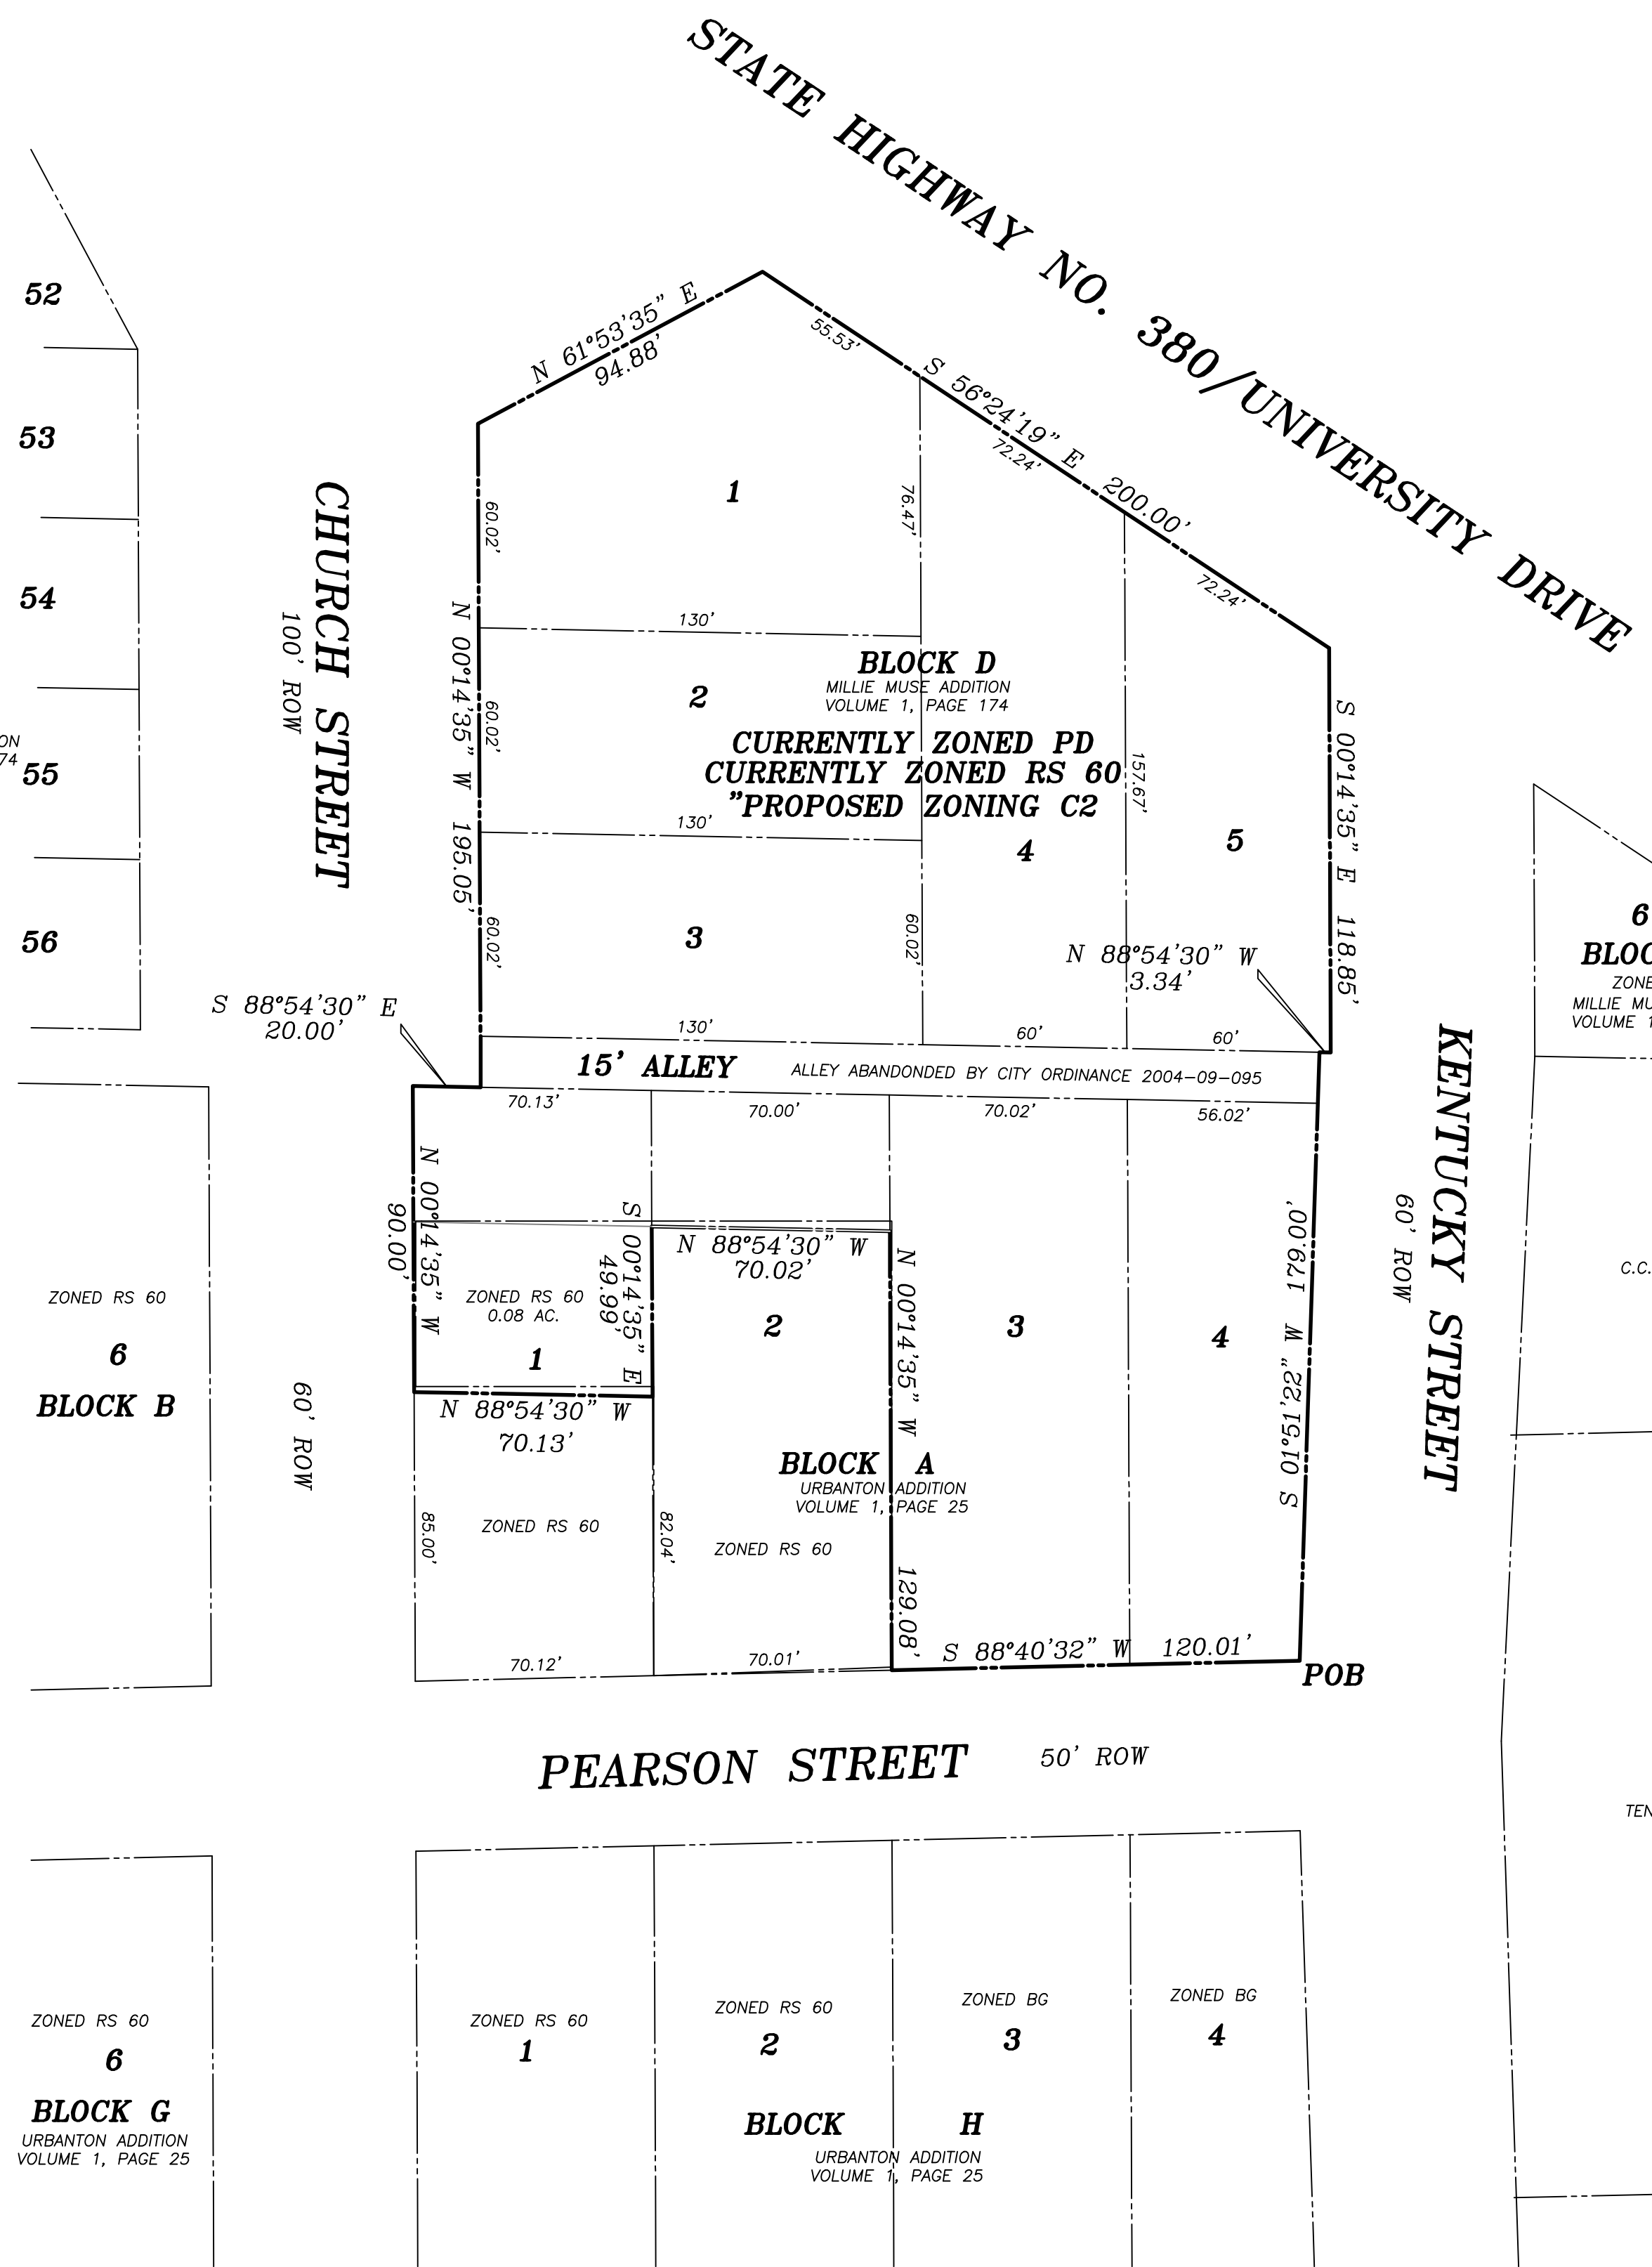 STATE HIGHWAY NO. 380/UNIVERSITY DRIVE
52
53
54
ON
74
55
56
CHURCH STREET
100' ROW
N 61°53'35" E
94.88'
55.53'
S 56°24'19" E 200.00'
72.24'
72.24'
60.02'
1
76.47'
N 00°14'35" W 195.05'
130'
60.02'
2
BLOCK D
MILLIE MUSE ADDITION
VOLUME 1, PAGE 174
CURRENTLY ZONED PD
CURRENTLY ZONED RS 60
"PROPOSED ZONING C2
157.67'
S 00°14'35" E 118.85'
130'
4
5
60.02'
3
60.02'
N 88°54'30" W
3.34'
S 88°54'30" E
20.00'
130'
60'
60'
15' ALLEY
ALLEY ABANDONDED BY CITY ORDINANCE 2004-09-095
70.13'
70.00'
70.02'
56.02'
6
BLOC
ZONE
MILLIE MU
VOLUME 1
KENTUCKY STREET
60' ROW
C.C.
N 00°14'35" W
90.00'
S 00°14'35" E
49.99'
N 88°54'30" W
70.02'
N 00°14'35" W 129.08'
S 01°51'22" W 179.00'
ZONED RS 60
6
BLOCK B
60' ROW
ZONED RS 60
0.08 AC.
1
2
3
4
N 88°54'30" W
70.13'
BLOCK A
URBANTON ADDITION
VOLUME 1, PAGE 25
85.00'
ZONED RS 60
82.04'
ZONED RS 60
70.12'
70.01'
S 88°40'32" W 120.01'
POB
PEARSON STREET
50' ROW
TEN
ZONED RS 60
6
BLOCK G
URBANTON ADDITION
VOLUME 1, PAGE 25
ZONED RS 60
1
ZONED RS 60
2
ZONED BG
3
ZONED BG
4
BLOCK H
URBANTON ADDITION
VOLUME 1, PAGE 25